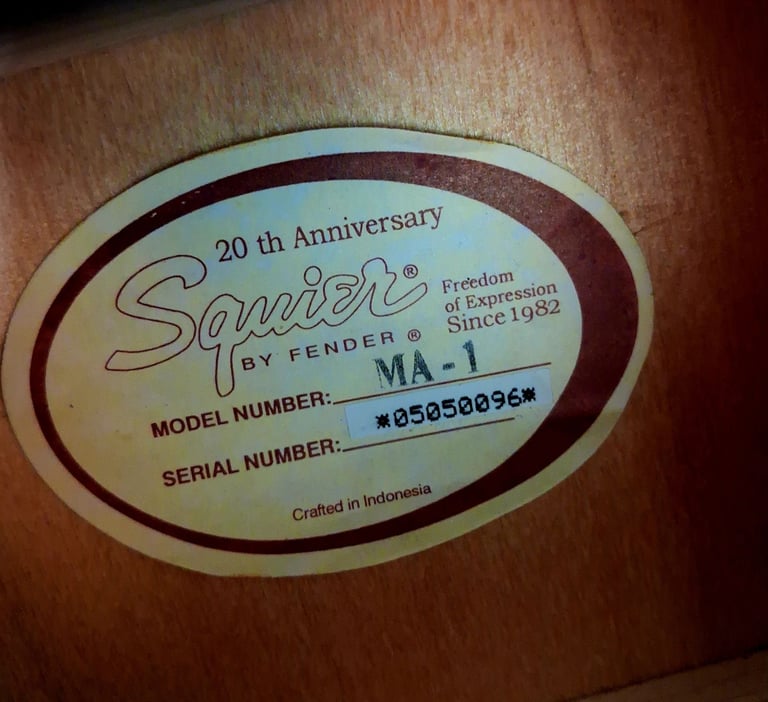 20 th Anniversary
Squier®
BY FENDER ®
Freedom
of Expression
Since 1982
MODEL NUMBER: MA-1
SERIAL NUMBER: *05050096*
Crafted in Indonesia